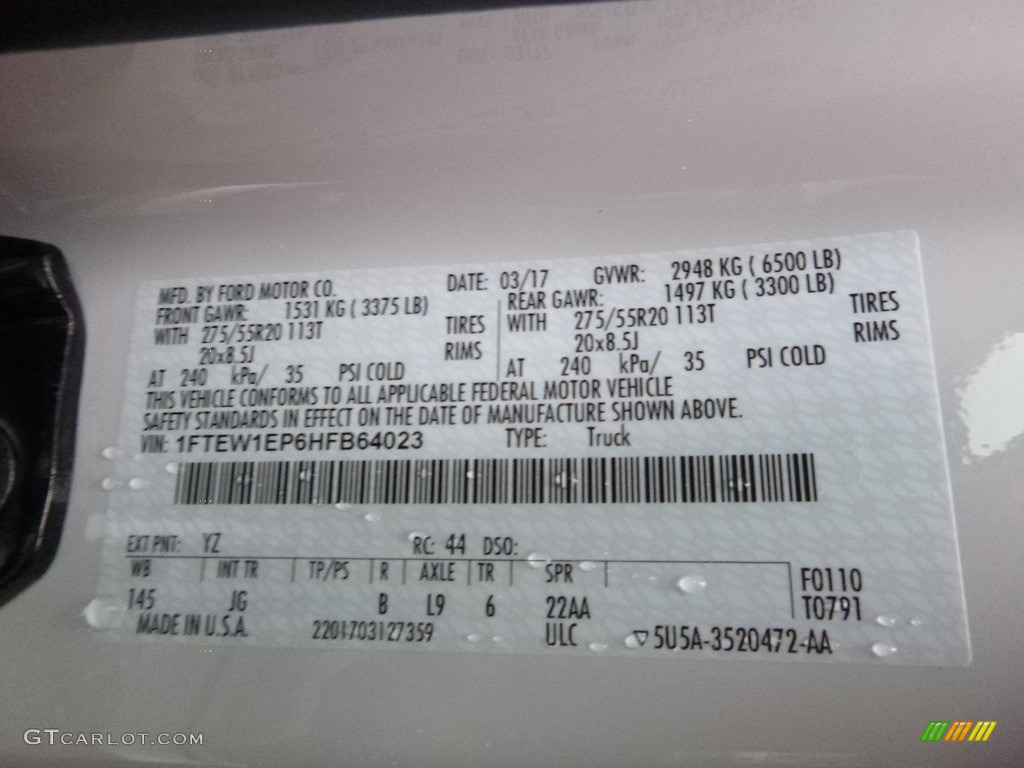 MFD. BY FORD MOTOR CO. DATE: 03/17 GVWR: 2948 KG ( 6500 LB)
FRONT GAWR: 1531 KG ( 3375 LB) REAR GAWR: 1497 KG ( 3300 LB)
WITH 275/55R20 113T TIRES WITH 275/55R20 113T TIRES
20x8.5J RIMS 20x8.5J RIMS
AT 240 kPa/ 35 PSI COLD AT 240 kPa/ 35 PSI COLD
THIS VEHICLE CONFORMS TO ALL APPLICABLE FEDERAL MOTOR VEHICLE
SAFETY STANDARDS IN EFFECT ON THE DATE OF MANUFACTURE SHOWN ABOVE.
VIN: 1FTEW1EP6HFB64023 TYPE: Truck
EXT PNT: YZ RC: 44 DSO:
WB INT TR TP/PS R AXLE TR SPR F0110
145 JG B L9 6 22AA T0791
MADE IN U.S.A. 2201703127359 ULC ▽5U5A-3520472-AA
GTCARLOT.COM